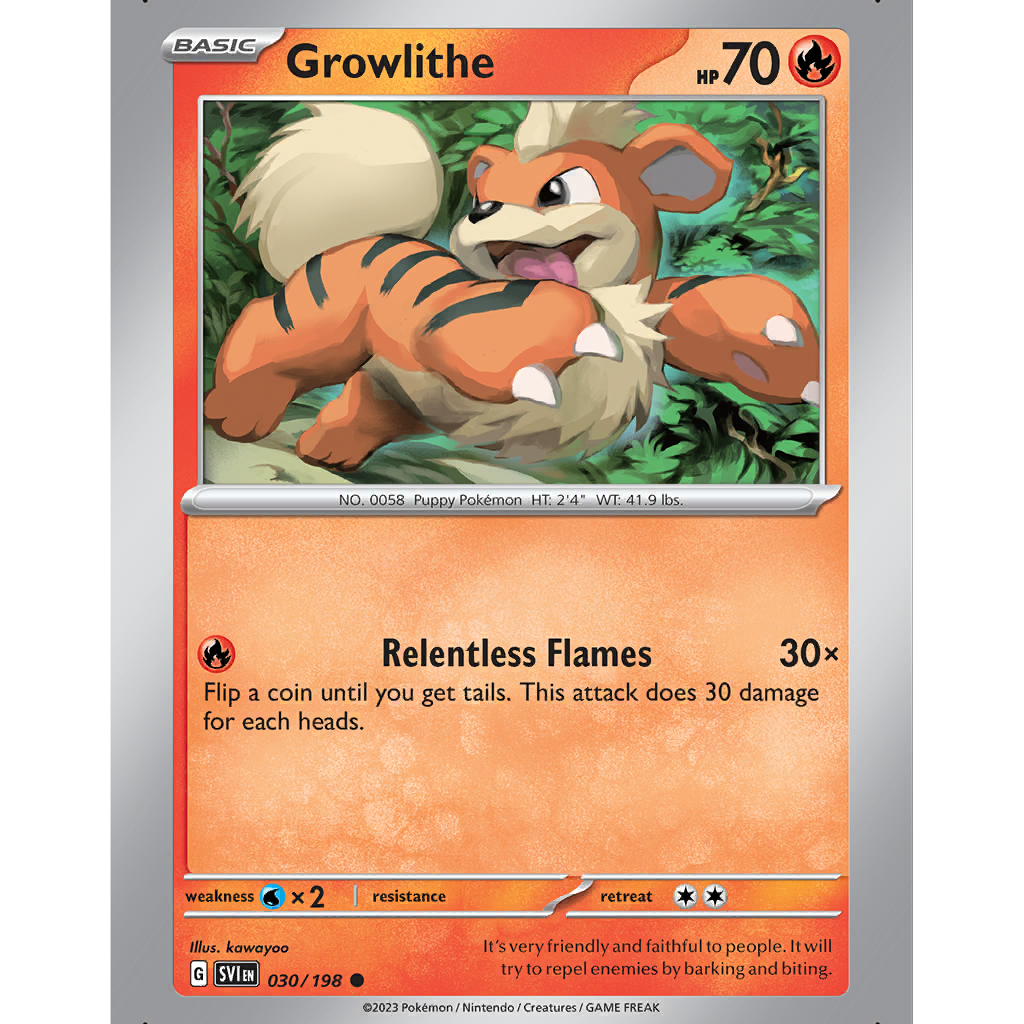 BASIC
Growlithe
HP 70
NO. 0058 Puppy Pokémon HT: 2'4" WT: 41.9 lbs.
Relentless Flames 30×
Flip a coin until you get tails. This attack does 30 damage
for each heads.
weakness ×2 resistance retreat
Illus. kawayoo
It's very friendly and faithful to people. It will
try to repel enemies by barking and biting.
G SVI EN 030/198
©2023 Pokémon / Nintendo / Creatures / GAME FREAK